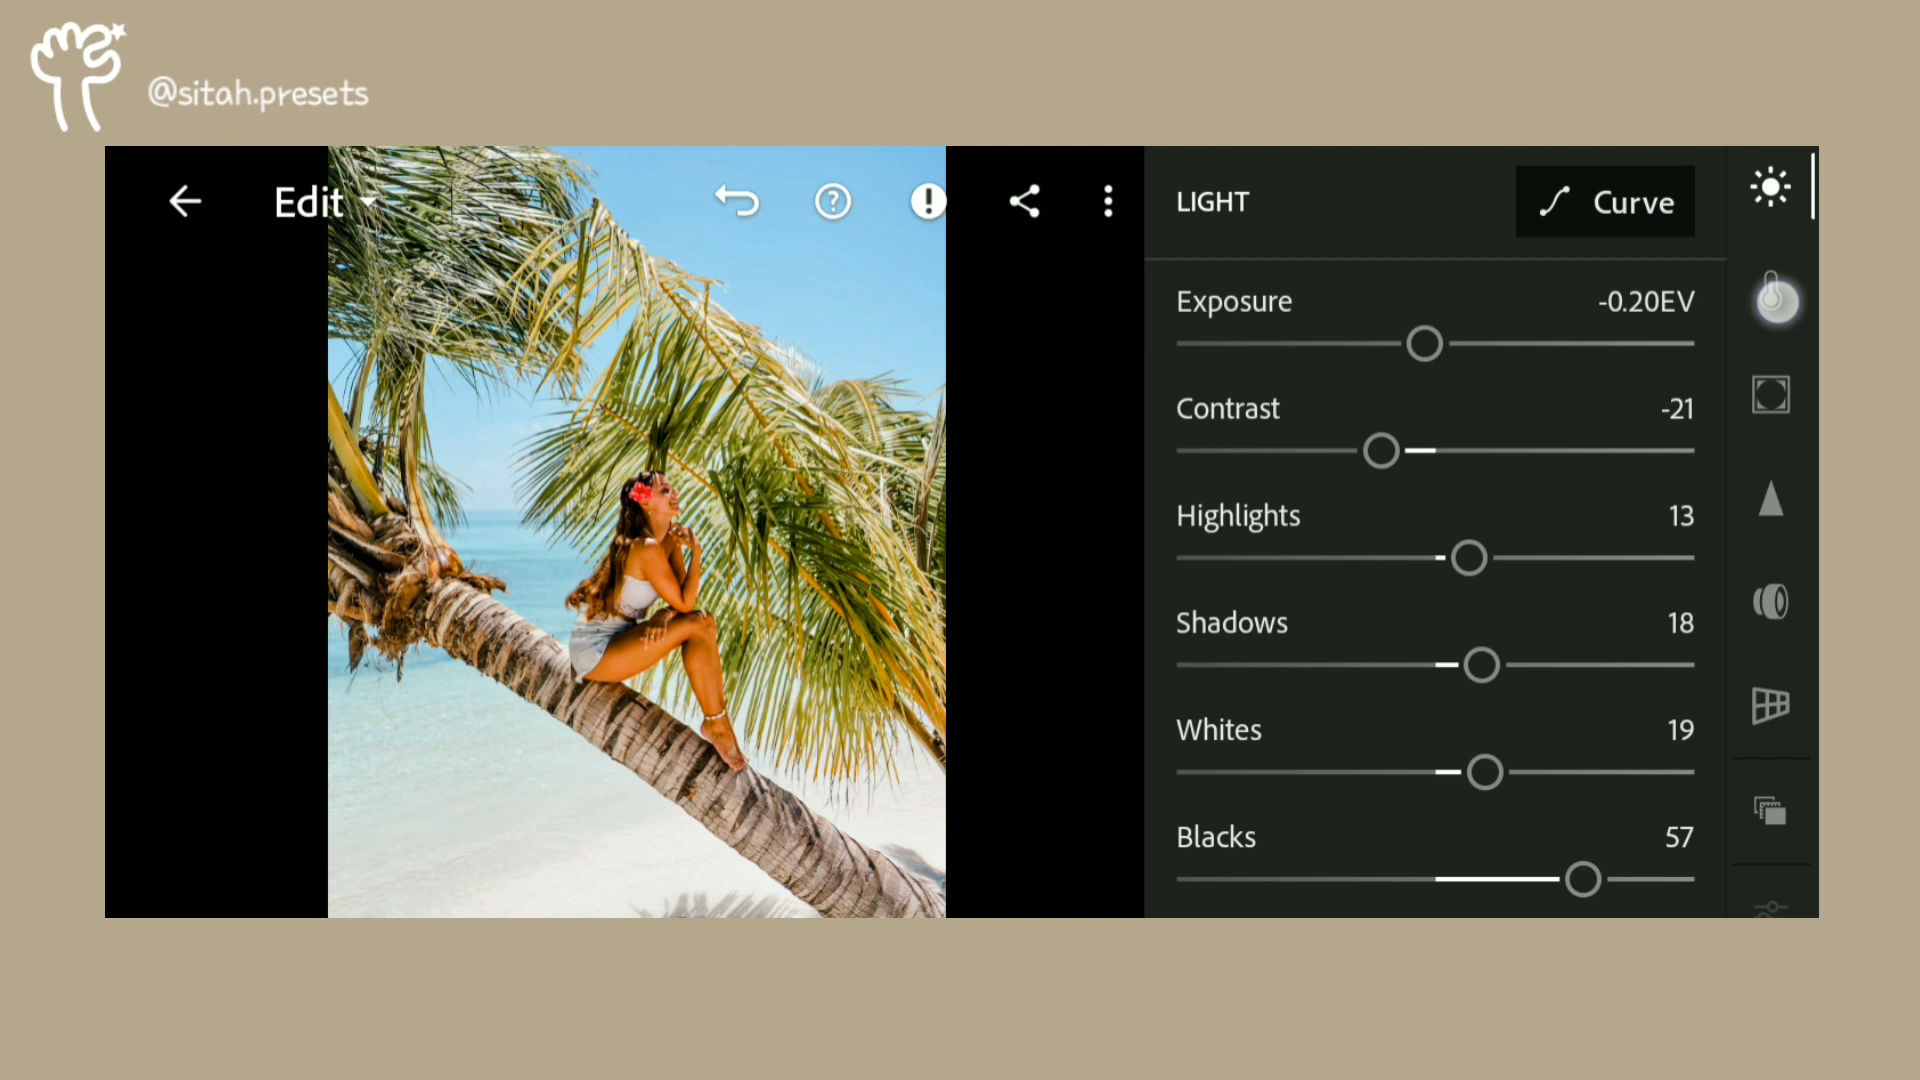 @sitah.presets
Edit
LIGHT
Curve
Exposure -0.20EV
Contrast -21
Highlights 13
Shadows 18
Whites 19
Blacks 57